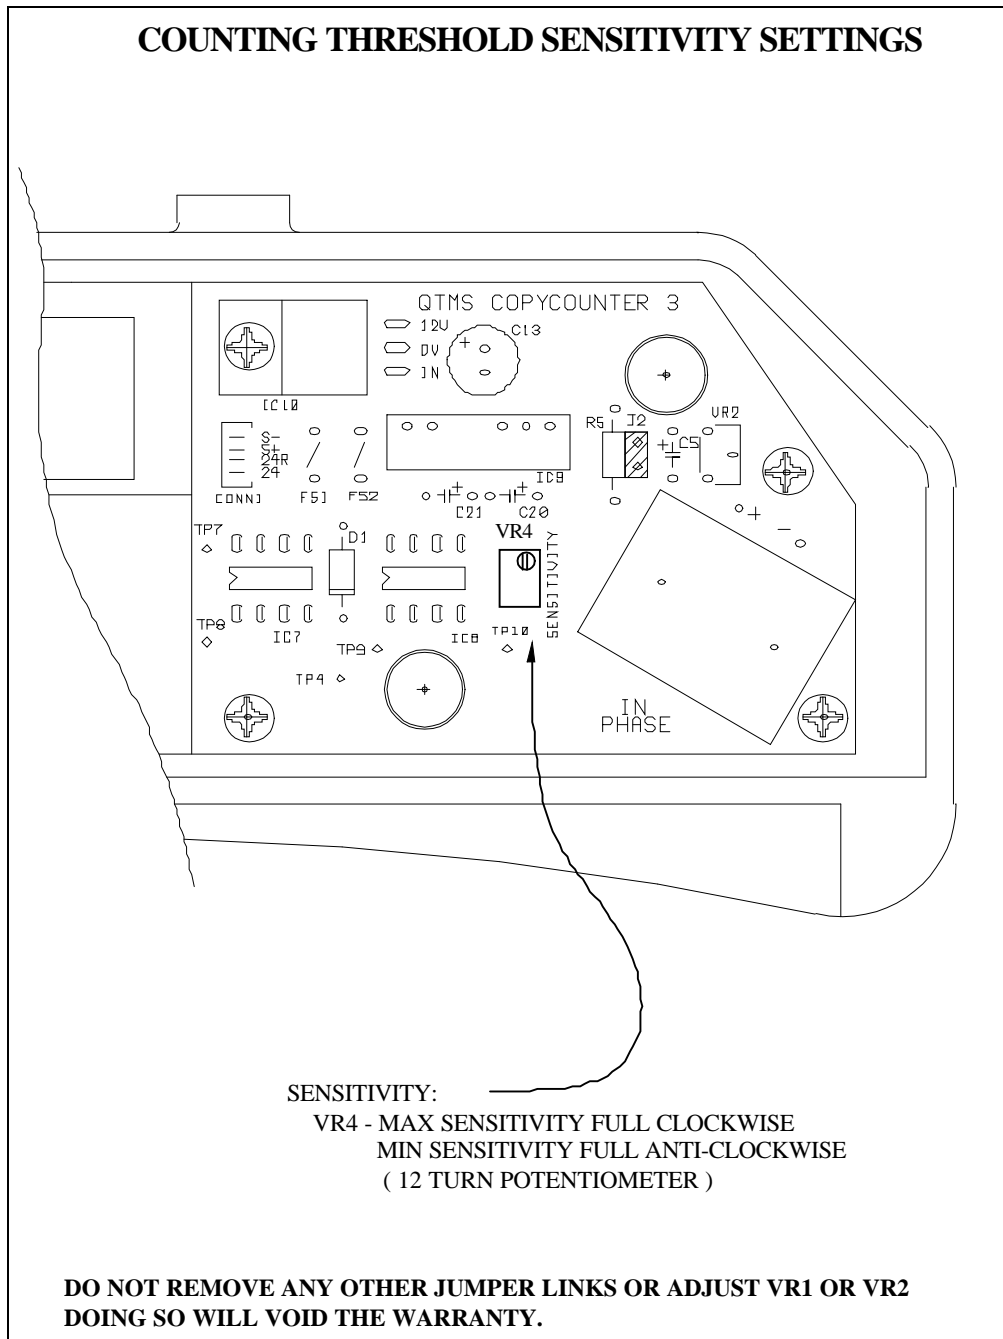 COUNTING THRESHOLD SENSITIVITY SETTINGS
QTMS COPYCOUNTER 3
12V
0V
IN
C13
IC10
S-
S+
24R
24
CONN1
FS1
FS2
IC9
R5
J2
C5
VR2
C21
C20
VR4
SENSITIVITY
TP7
D1
TP8
IC7
TP9
IC8
TP10
TP4
+
-
IN
PHASE
SENSITIVITY:
VR4 - MAX SENSITIVITY FULL CLOCKWISE
MIN SENSITIVITY FULL ANTI-CLOCKWISE
( 12 TURN POTENTIOMETER )
DO NOT REMOVE ANY OTHER JUMPER LINKS OR ADJUST VR1 OR VR2
DOING SO WILL VOID THE WARRANTY.